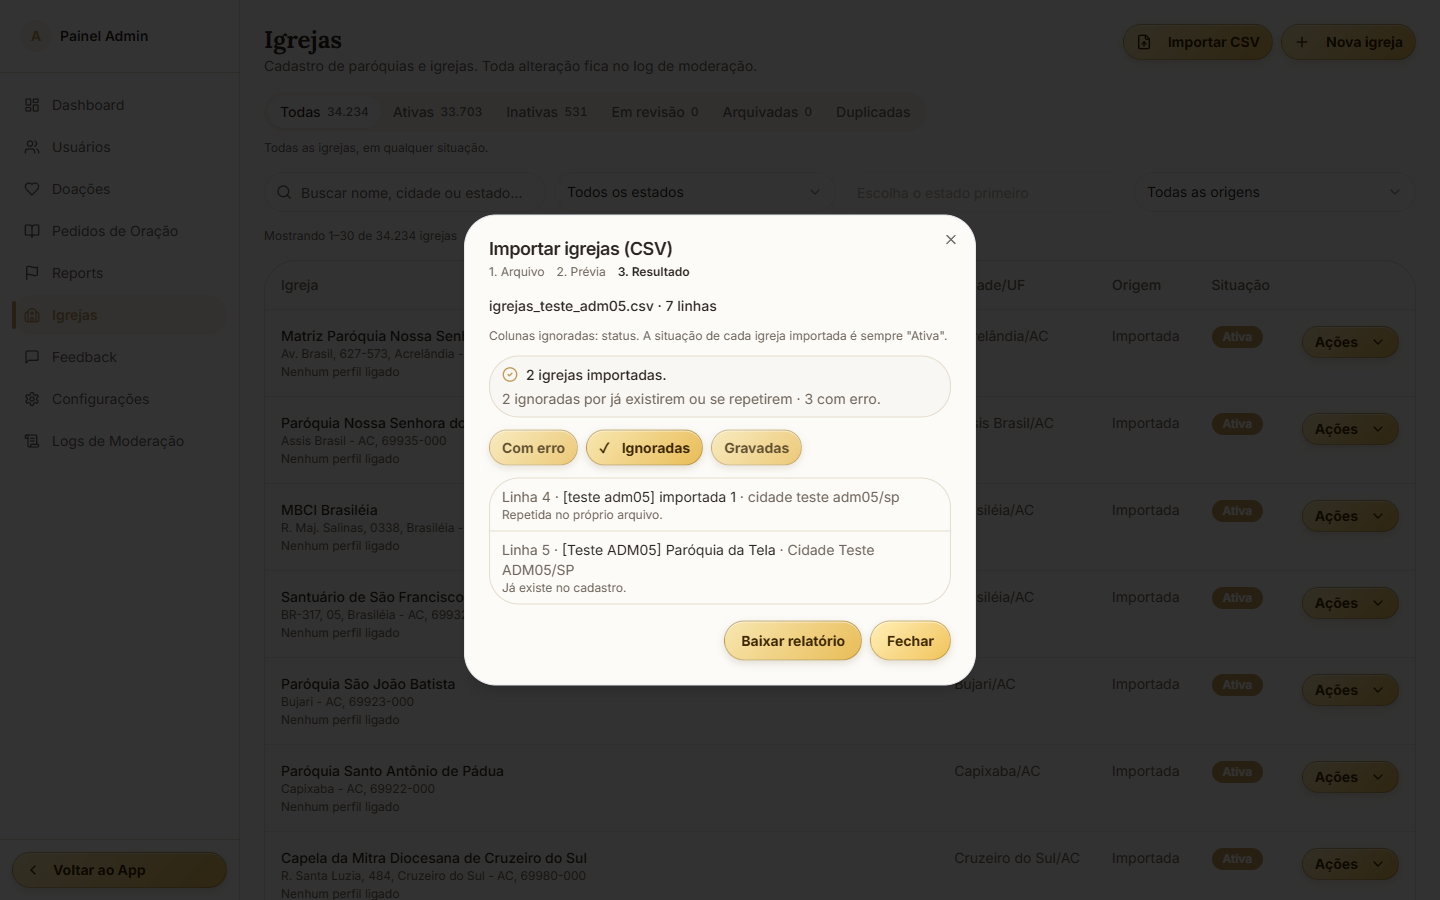 A Painel Admin
Dashboard
Usuários
Doações
Pedidos de Oração
Reports
Igrejas
Feedback
Configurações
Logs de Moderação
Voltar ao App
Igrejas
Cadastro de paróquias e igrejas. Toda alteração fica no log de moderação.
Importar CSV
Nova igreja
Todas 34.234 Ativas 33.703 Inativas 531 Em revisão 0 Arquivadas 0 Duplicadas
Todas as igrejas, em qualquer situação.
Buscar nome, cidade ou estado...
Todos os estados
Escolha o estado primeiro
Todas as origens
Mostrando 1–30 de 34.234 igrejas
Igreja
ade/UF
Origem
Situação
Matriz Paróquia Nossa Senl
Av. Brasil, 627-573, Acrelândia -
Nenhum perfil ligado
elândia/AC
Importada
Ativa
Ações
Paróquia Nossa Senhora do
Assis Brasil - AC, 69935-000
Nenhum perfil ligado
is Brasil/AC
Importada
Ativa
Ações
MBCI Brasiléia
R. Maj. Salinas, 0338, Brasiléia -
Nenhum perfil ligado
siléia/AC
Importada
Ativa
Ações
Santuário de São Francisco
BR-317, 05, Brasiléia - AC, 6993
Nenhum perfil ligado
siléia/AC
Importada
Ativa
Ações
Paróquia São João Batista
Bujari - AC, 69923-000
Nenhum perfil ligado
Bujari/AC
Importada
Ativa
Ações
Paróquia Santo Antônio de Pádua
Capixaba - AC, 69922-000
Nenhum perfil ligado
Capixaba/AC
Importada
Ativa
Ações
Capela da Mitra Diocesana de Cruzeiro do Sul
R. Santa Luzia, 484, Cruzeiro do Sul - AC, 69980-000
Nenhum perfil ligado
Cruzeiro do Sul/AC
Importada
Ativa
Ações
Importar igrejas (CSV)
1. Arquivo 2. Prévia 3. Resultado
igrejas_teste_adm05.csv · 7 linhas
Colunas ignoradas: status. A situação de cada igreja importada é sempre "Ativa".
2 igrejas importadas.
2 ignoradas por já existirem ou se repetirem · 3 com erro.
Com erro
✓ Ignoradas
Gravadas
Linha 4 · [teste adm05] importada 1 · cidade teste adm05/sp
Repetida no próprio arquivo.
Linha 5 · [Teste ADM05] Paróquia da Tela · Cidade Teste
ADM05/SP
Já existe no cadastro.
Baixar relatório
Fechar